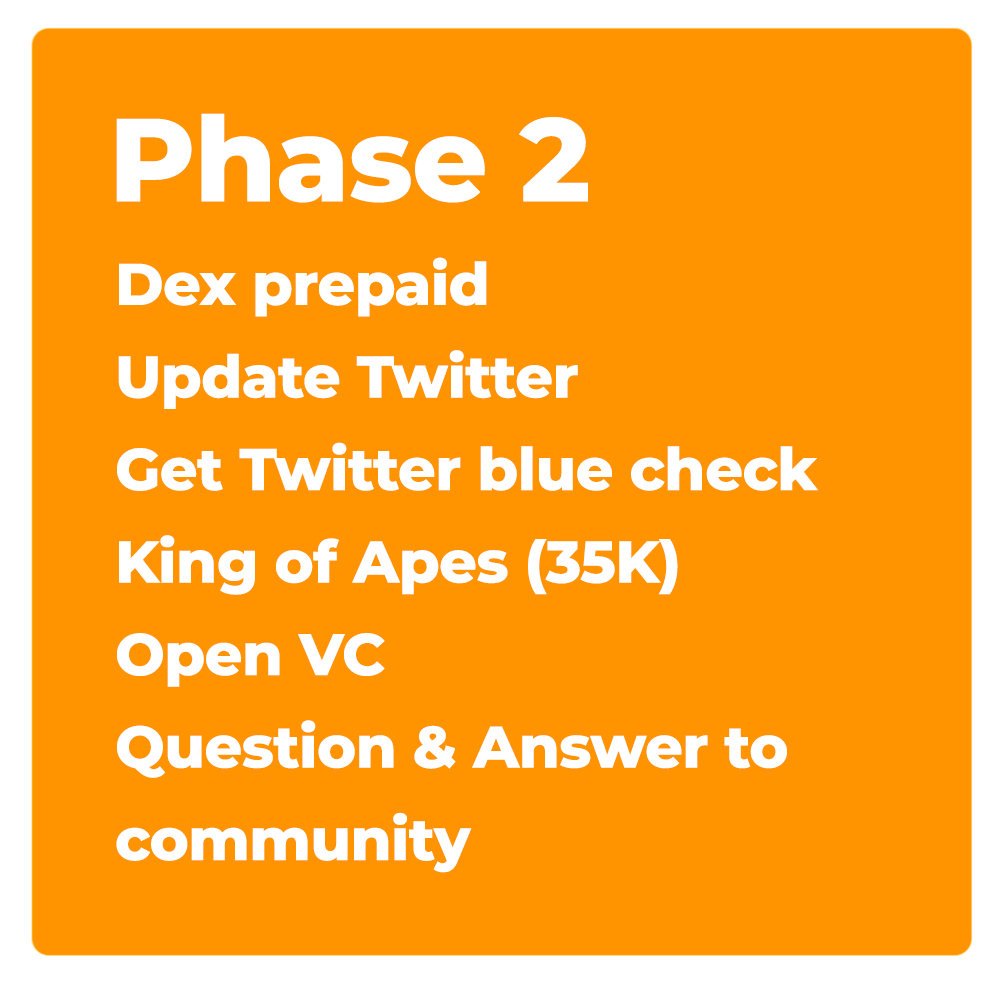 Phase 2
Dex prepaid
Update Twitter
Get Twitter blue check
King of Apes (35K)
Open VC
Question & Answer to
community